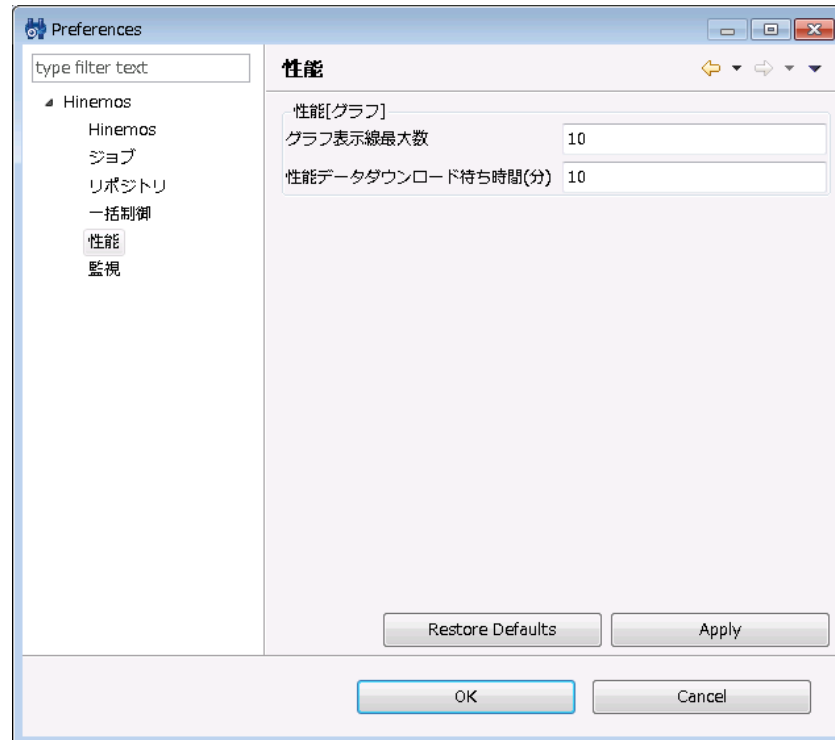 Preferences
type filter text
Hinemos
Hinemos
ジョブ
リポジトリ
一括制御
性能
監視
性能
性能[グラフ]
グラフ表示線最大数 10
性能データダウンロード待ち時間(分) 10
Restore Defaults Apply
OK Cancel